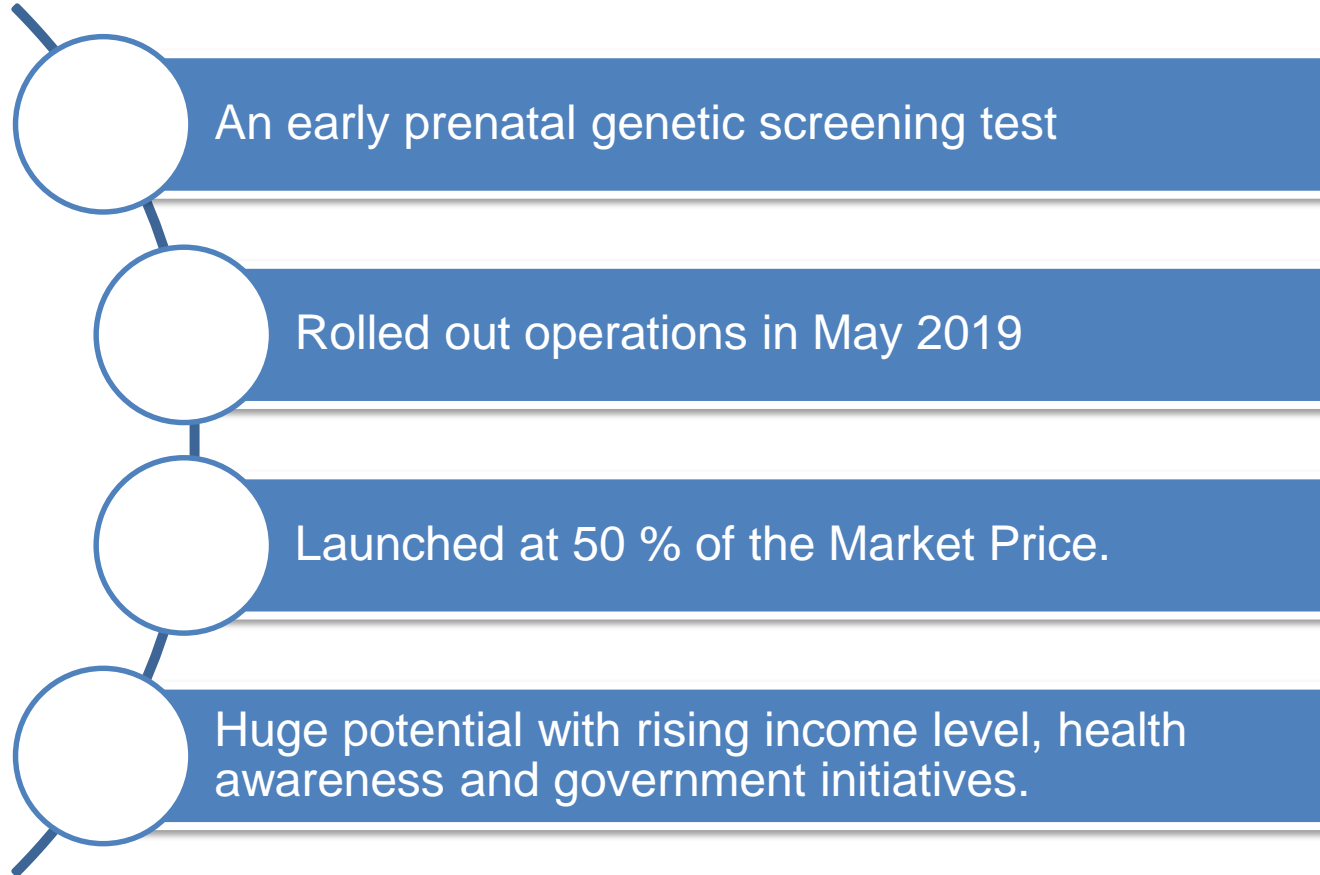 An early prenatal genetic screening test
Rolled out operations in May 2019
Launched at 50 % of the Market Price.
Huge potential with rising income level, health
awareness and government initiatives.